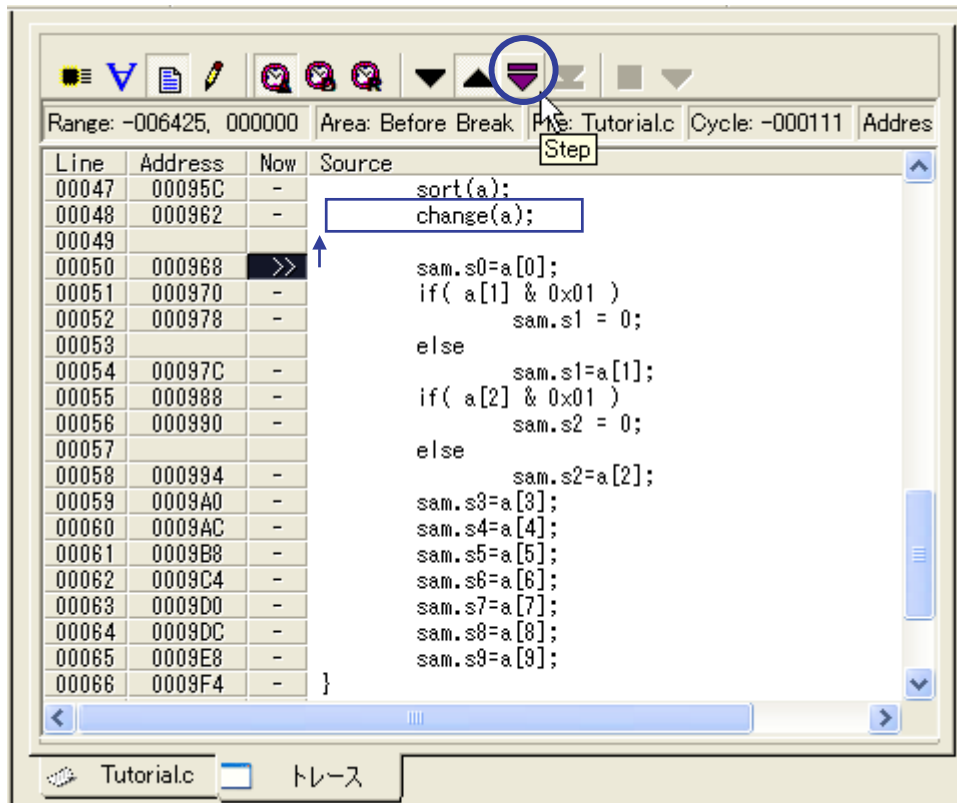 Range: -006425, 000000 Area: Before Break File: Tutorial.c Cycle: -000111 Addres
Step
Line Address Now Source
00047 00095C - sort(a);
00048 000962 - change(a);
00049
00050 000968 >> sam.s0=a[0];
00051 000970 - if( a[1] & 0x01 )
00052 000978 - sam.s1 = 0;
00053 else
00054 00097C - sam.s1=a[1];
00055 000988 - if( a[2] & 0x01 )
00056 000990 - sam.s2 = 0;
00057 else
00058 000994 - sam.s2=a[2];
00059 0009A0 - sam.s3=a[3];
00060 0009AC - sam.s4=a[4];
00061 0009B8 - sam.s5=a[5];
00062 0009C4 - sam.s6=a[6];
00063 0009D0 - sam.s7=a[7];
00064 0009DC - sam.s8=a[8];
00065 0009E8 - sam.s9=a[9];
00066 0009F4 - }
Tutorial.c トレース